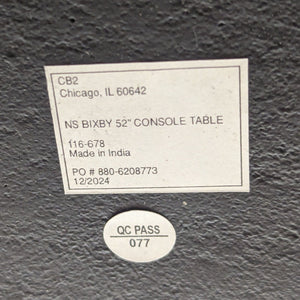 CB2
Chicago, IL 60642
NS BIXBY 52" CONSOLE TABLE
116-678
Made in India
PO # 880-6208773
12/2024
QC PASS
077